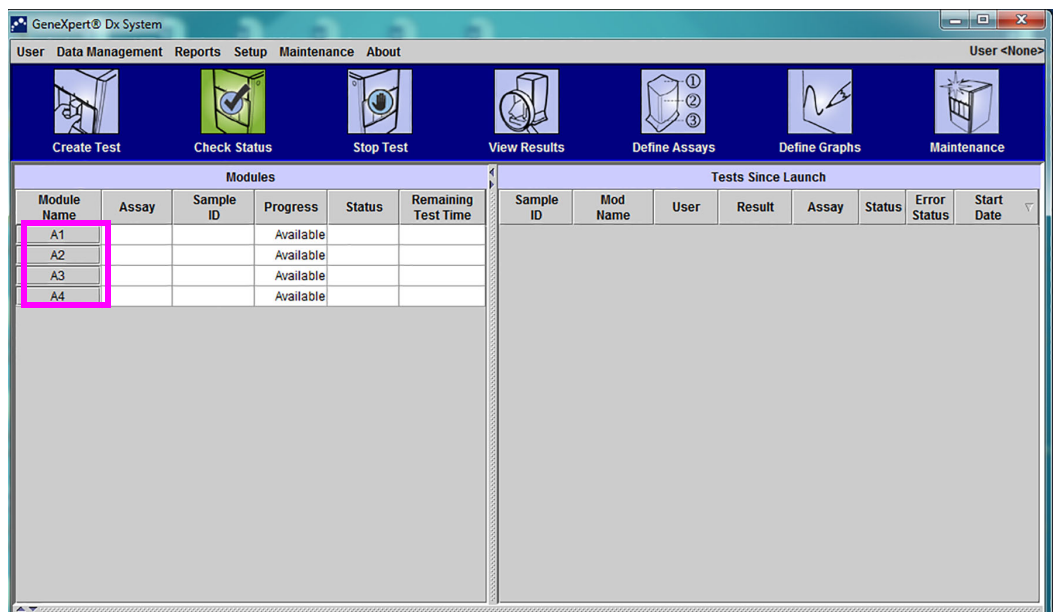 GeneXpert® Dx System
User Data Management Reports Setup Maintenance About User <None>
Create Test Check Status Stop Test View Results Define Assays Define Graphs Maintenance
1
2
3
Modules
Module Name Assay Sample ID Progress Status Remaining Test Time
A1 Available
A2 Available
A3 Available
A4 Available
Tests Since Launch
Sample ID Mod Name User Result Assay Status Error Status Start Date